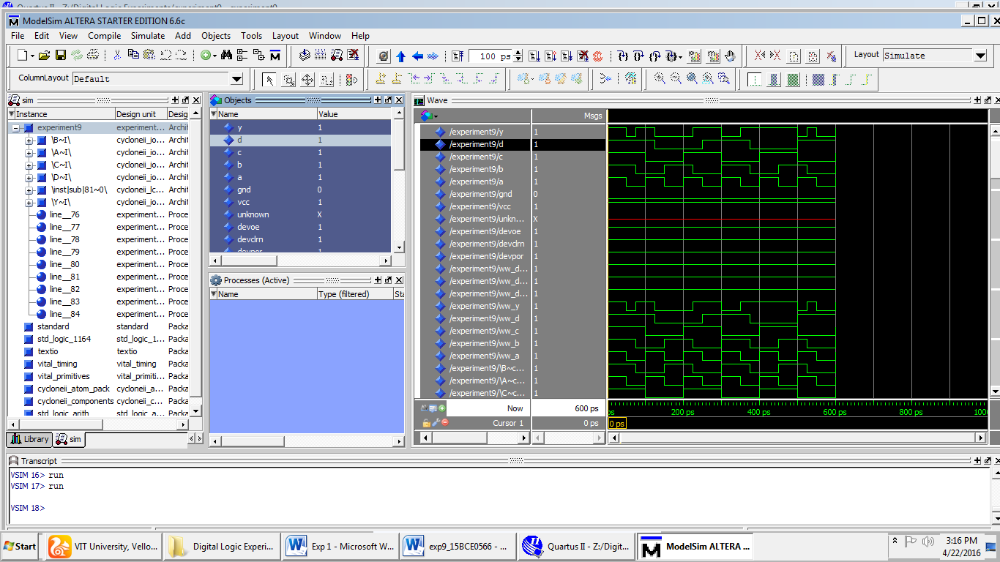 Quartus II - Z:/Digital Logic Experiments/experiment9 - experiment9
ModelSim ALTERA STARTER EDITION 6.6c
File Edit View Compile Simulate Add Objects Tools Layout Window Help
100 ps
Layout Simulate
ColumnLayout Default
sim
Instance Design unit Desig
experiment9 experiment... Archit
\B~I\ cycloneii_io... Archit
\A~I\ cycloneii_io... Archit
\C~I\ cycloneii_io... Archit
\D~I\ cycloneii_io... Archit
\inst|sub|81~0\ cycloneii_lc... Archit
\Y~I\ cycloneii_io... Archit
line__76 experiment... Proce
line__77 experiment... Proce
line__78 experiment... Proce
line__79 experiment... Proce
line__80 experiment... Proce
line__81 experiment... Proce
line__82 experiment... Proce
line__83 experiment... Proce
line__84 experiment... Proce
standard standard Packa
std_logic_1164 std_logic_1... Packa
textio textio Packa
vital_timing vital_timing Packa
vital_primitives vital_primiti... Packa
cycloneii_atom_pack cycloneii_a... Packa
cycloneii_components cycloneii_c... Packa
std_logic_arith std_logic_a... Packa
Library sim
Objects
Name Value
y 1
d 1
c 1
b 1
a 1
gnd 0
vcc 1
unknown X
devoe 1
devclrn 1
devpor 1
Processes (Active)
Name Type (filtered) Sta
Wave
Msgs
/experiment9/y 1
/experiment9/d 1
/experiment9/c 1
/experiment9/b 1
/experiment9/a 1
/experiment9/gnd 0
/experiment9/vcc 1
/experiment9/unkn... X
/experiment9/devoe 1
/experiment9/devclrn 1
/experiment9/devpor 1
/experiment9/ww_d... 1
/experiment9/ww_d... 1
/experiment9/ww_d... 1
/experiment9/ww_y 1
/experiment9/ww_d 1
/experiment9/ww_c 1
/experiment9/ww_b 1
/experiment9/ww_a 1
/experiment9/\B~c... 1
/experiment9/\A~c... 1
/experiment9/\C~c... 1
Now 600 ps
ps 200 ps 400 ps 600 ps 800 ps 1000
Cursor 1 0 ps
0 ps
Transcript
VSIM 16> run
VSIM 17> run
VSIM 18>
Start
VIT University, Vello...
Digital Logic Experi...
Exp 1 - Microsoft W...
exp9_15BCE0566 - ...
Quartus II - Z:/Digit...
ModelSim ALTERA ...
3:16 PM
4/22/2016